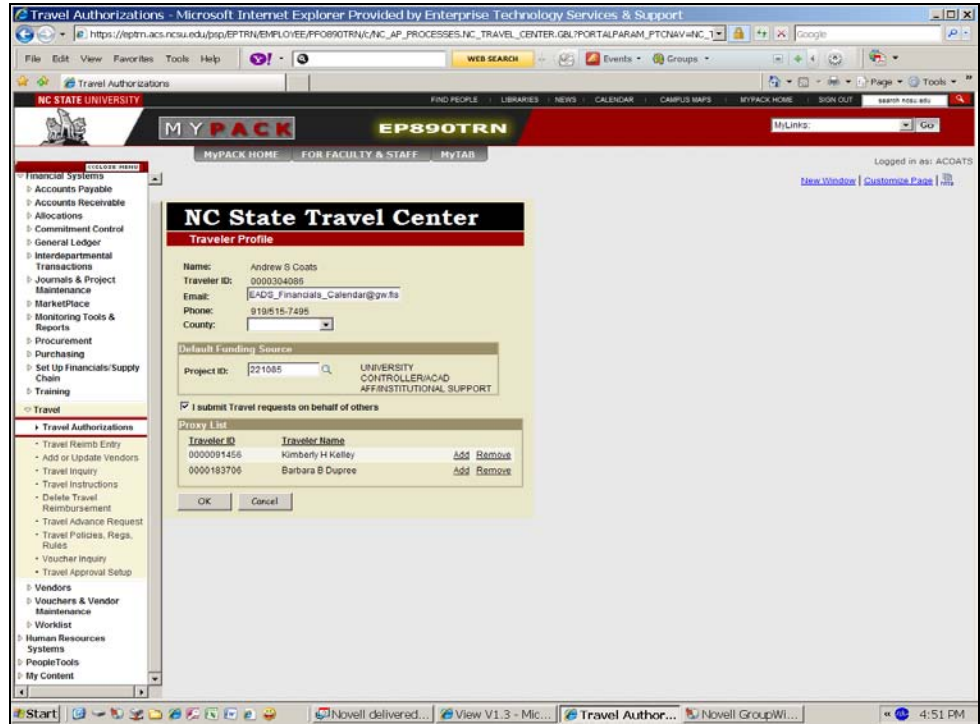 Travel Authorizations - Microsoft Internet Explorer Provided by Enterprise Technology Services & Support
https://eptrn.acs.ncsu.edu/psp/EPTRN/EMPLOYEE/PFO890TRN/c/NC_AP_PROCESSES.NC_TRAVEL_CENTER.GBL?PORTALPARAM_PTCNAV=NC_T
Google
File Edit View Favorites Tools Help
WEB SEARCH
Events
Groups
Travel Authorizations
Page
Tools
NC STATE UNIVERSITY
FIND PEOPLE LIBRARIES NEWS CALENDAR CAMPUS MAPS MYPACK HOME SIGN OUT
search ncsu.edu
MYPACK
EP890TRN
MyLinks:
Go
MyPACK HOME FOR FACULTY & STAFF MyTAB
Logged in as: ACOATS
New Window | Customize Page
CLOSE MENU
Financial Systems
Accounts Payable
Accounts Receivable
Allocations
Commitment Control
General Ledger
Interdepartmental
Transactions
Journals & Project
Maintenance
MarketPlace
Monitoring Tools &
Reports
Procurement
Purchasing
Set Up Financials/Supply
Chain
Training
Travel
Travel Authorizations
Travel Reimb Entry
Add or Update Vendors
Travel Inquiry
Travel Instructions
Delete Travel
Reimbursement
Travel Advance Request
Travel Policies, Regs,
Rules
Voucher Inquiry
Travel Approval Setup
Vendors
Vouchers & Vendor
Maintenance
Worklist
Human Resources
Systems
PeopleTools
My Content
NC State Travel Center
Traveler Profile
Name: Andrew S Coats
Traveler ID: 0000304086
Email: EADS_Financials_Calendar@gw.fis
Phone: 919/515-7495
County:
Default Funding Source
Project ID: 221085
UNIVERSITY
CONTROLLER/ACAD
AFF/INSTITUTIONAL SUPPORT
I submit Travel requests on behalf of others
Proxy List
Traveler ID Traveler Name
0000091456 Kimberly H Kelley Add Remove
0000183706 Barbara B Dupree Add Remove
OK Cancel
Start
Novell delivered...
View V1.3 - Mic...
Travel Author...
Novell GroupWi...
4:51 PM